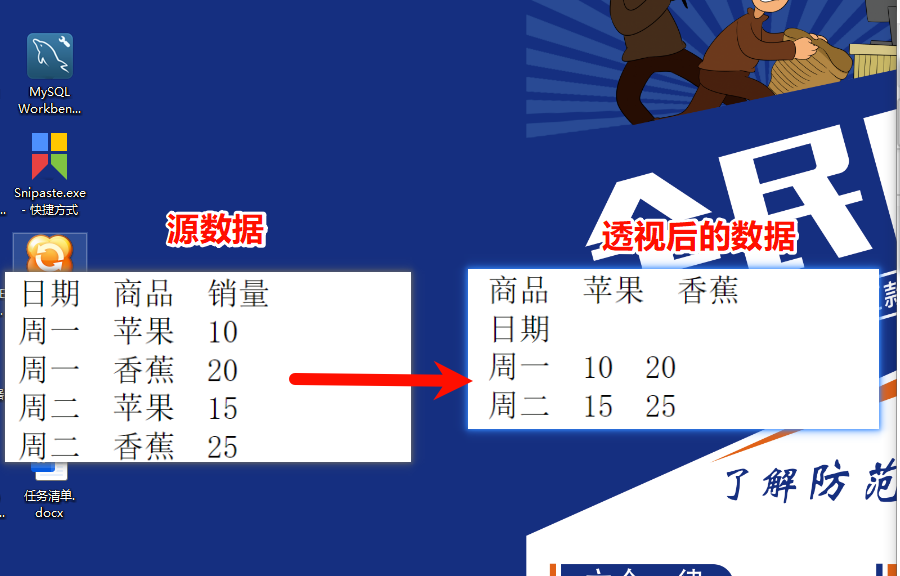 MySQL
Workben...
Snipaste.exe
- 快捷方式
源数据
日期 商品 销量
周一 苹果 10
周一 香蕉 20
周二 苹果 15
周二 香蕉 25
透视后的数据
商品 苹果 香蕉
日期
周一 10 20
周二 15 25
任务清单.
docx
全民
了解防范